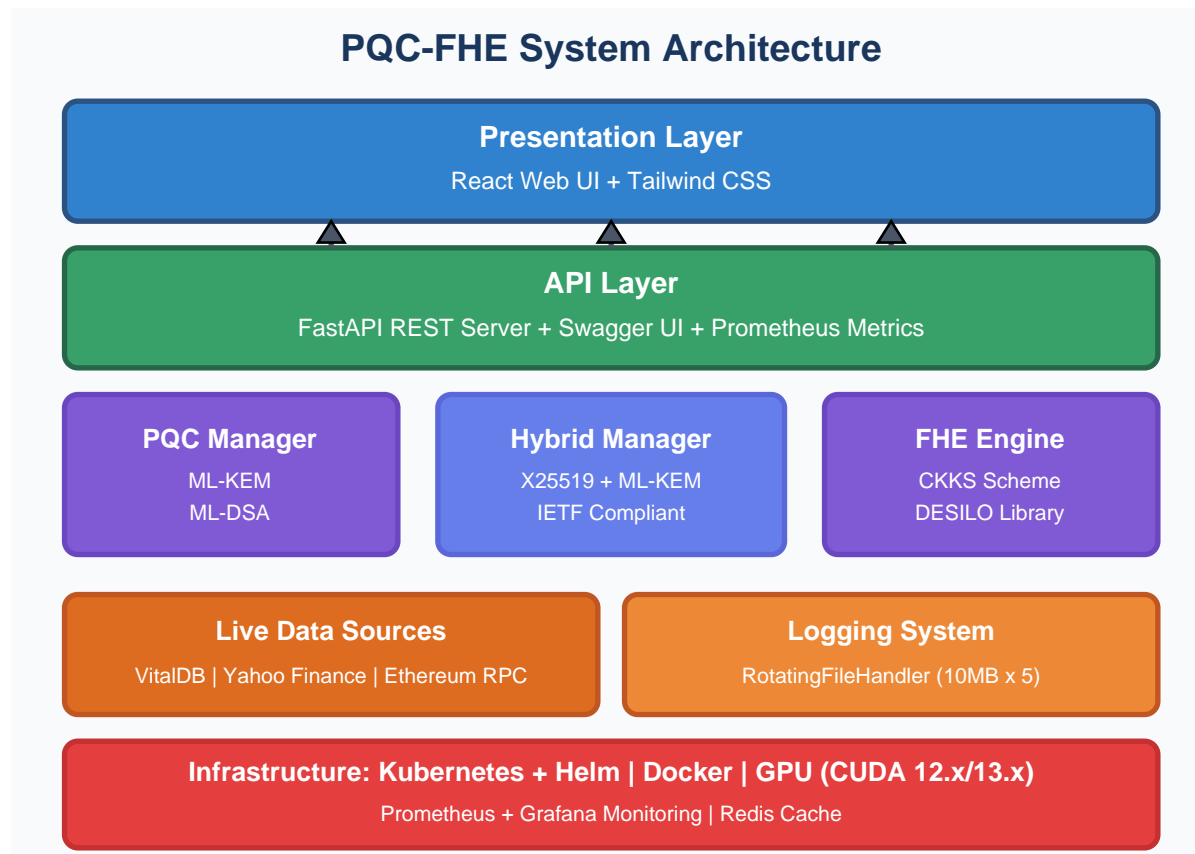 PQC-FHE System Architecture
Presentation Layer
React Web UI + Tailwind CSS
API Layer
FastAPI REST Server + Swagger UI + Prometheus Metrics
PQC Manager
ML-KEM
ML-DSA
Hybrid Manager
X25519 + ML-KEM
IETF Compliant
FHE Engine
CKKS Scheme
DESILO Library
Live Data Sources
VitalDB | Yahoo Finance | Ethereum RPC
Logging System
RotatingFileHandler (10MB x 5)
Infrastructure: Kubernetes + Helm | Docker | GPU (CUDA 12.x/13.x)
Prometheus + Grafana Monitoring | Redis Cache